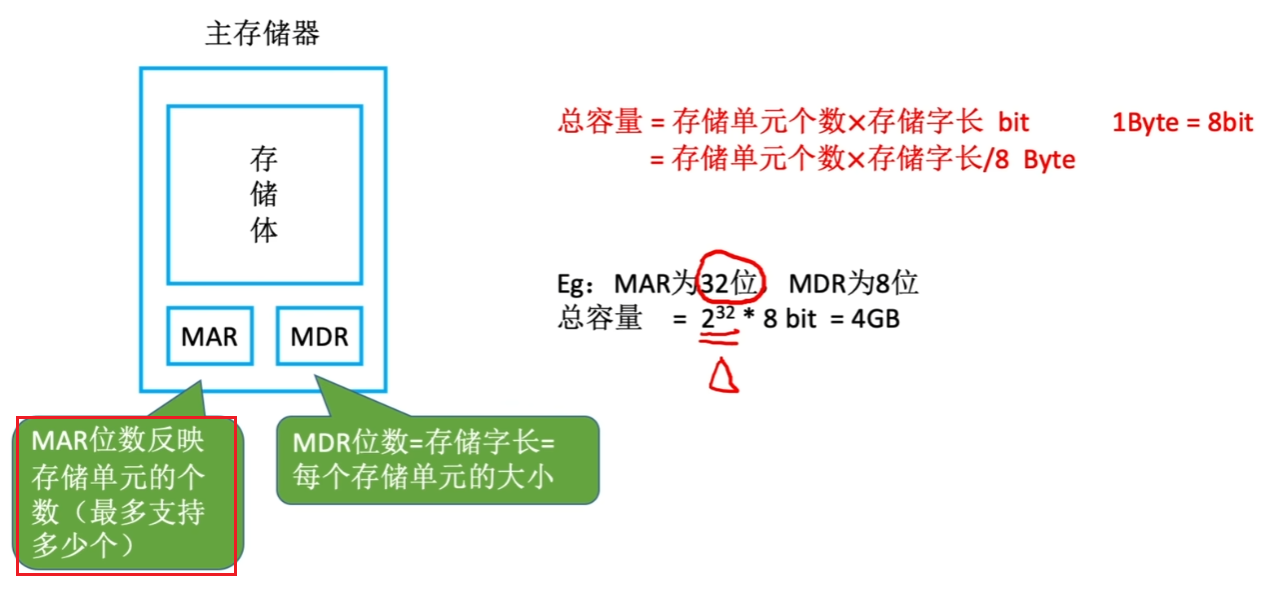 主存储器
存
储
体
MAR
MDR
MAR位数反映
存储单元的个
数（最多支持
多少个）
MDR位数=存储字长=
每个存储单元的大小
总容量 = 存储单元个数×存储字长 bit 1Byte = 8bit
= 存储单元个数×存储字长/8 Byte
Eg：MAR为32位，MDR为8位
总容量 = 2³² * 8 bit = 4GB